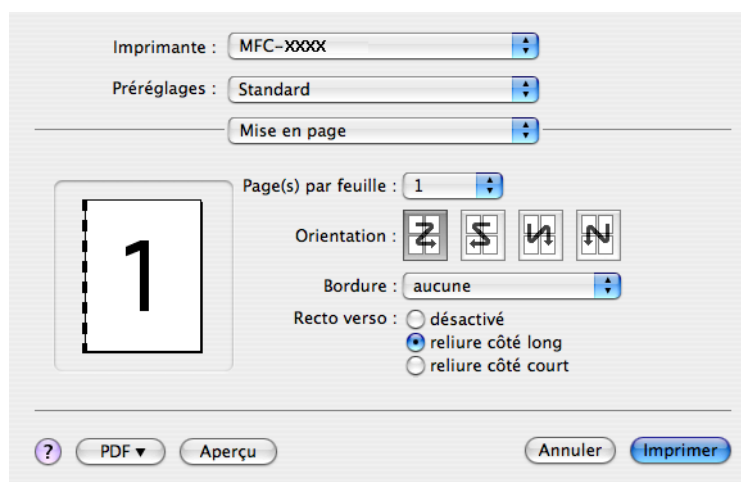 Imprimante : MFC-XXXX
Préréglages : Standard
Mise en page
Page(s) par feuille : 1
1
Orientation :
Bordure : aucune
Recto verso : désactivé
reliure côté long
reliure côté court
? PDF ▼ Aperçu Annuler Imprimer